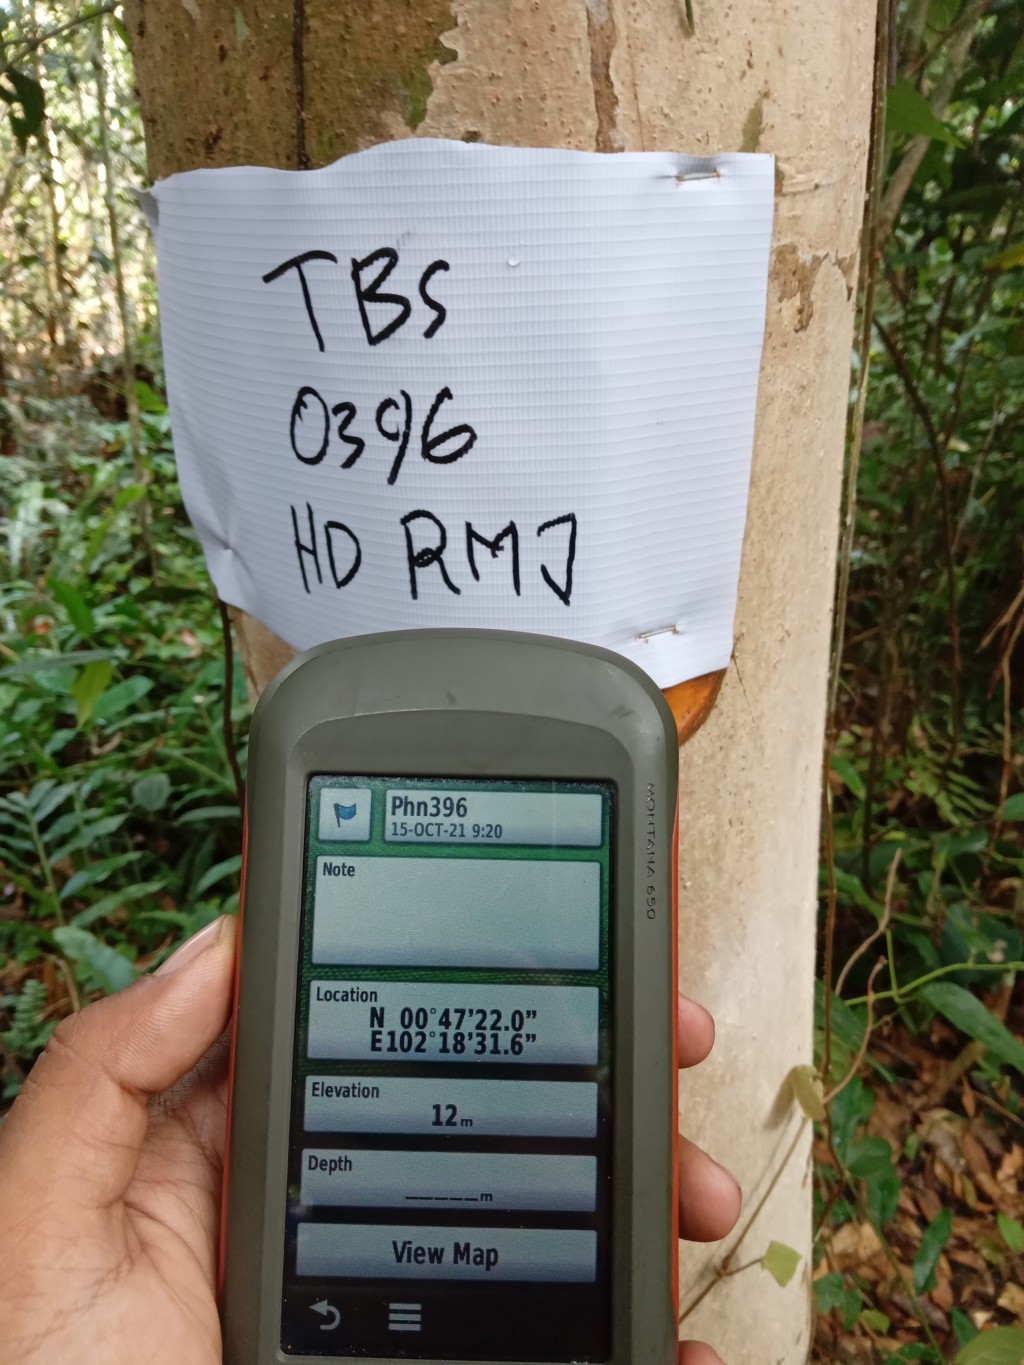 TBS
0396
HD RMJ
MONTANA 650
Phn396
15-OCT-21 9:20
Note
Location
N 00°47'22.0"
E102°18'31.6"
Elevation
12m
Depth
_____m
View Map